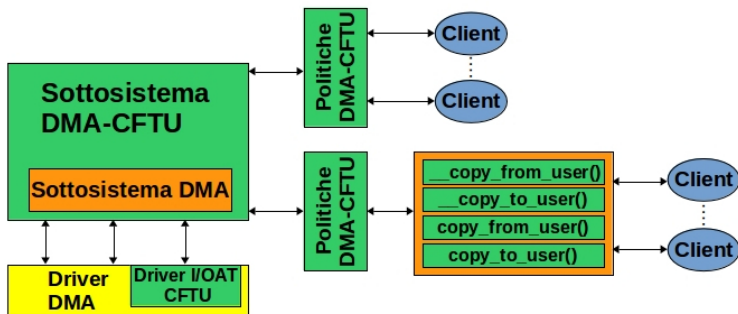 Sottosistema
DMA-CFTU
Sottosistema DMA
Driver
DMA
Driver I/OAT
CFTU
Politiche
DMA-CFTU
Client
Client
Politiche
DMA-CFTU
__copy_from_user()
__copy_to_user()
copy_from_user()
copy_to_user()
Client
Client